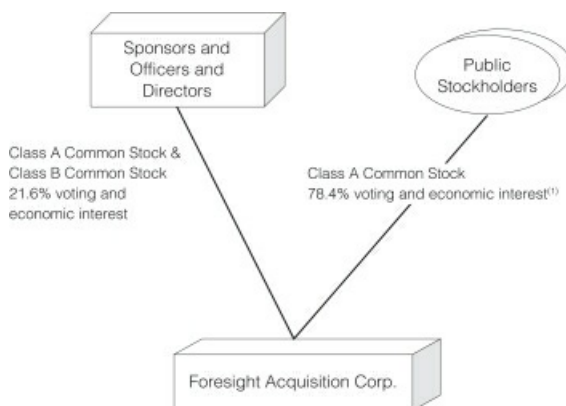 Sponsors and
Officers and
Directors
Public
Stockholders
Class A Common Stock &
Class B Common Stock
21.6% voting and
economic interest
Class A Common Stock
78.4% voting and economic interest(1)
Foresight Acquisition Corp.